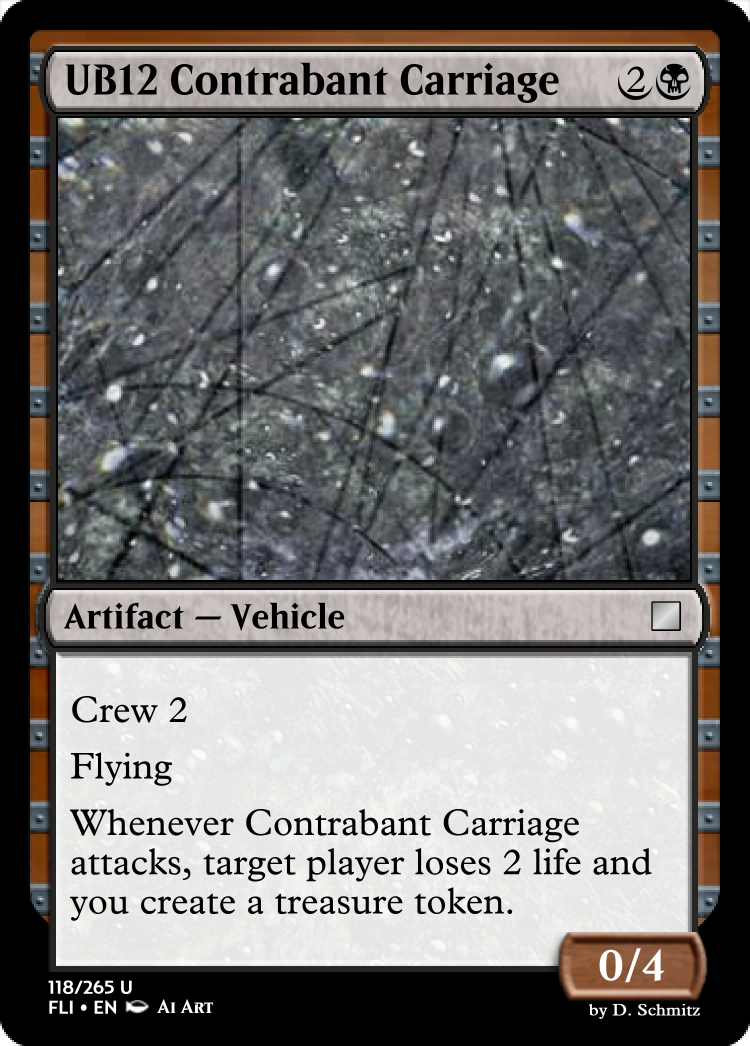 UB12 Contrabant Carriage 2
Artifact — Vehicle
Crew 2
Flying
Whenever Contrabant Carriage
attacks, target player loses 2 life and
you create a treasure token.
0/4
118/265 U
FLI • EN AI ART
by D. Schmitz